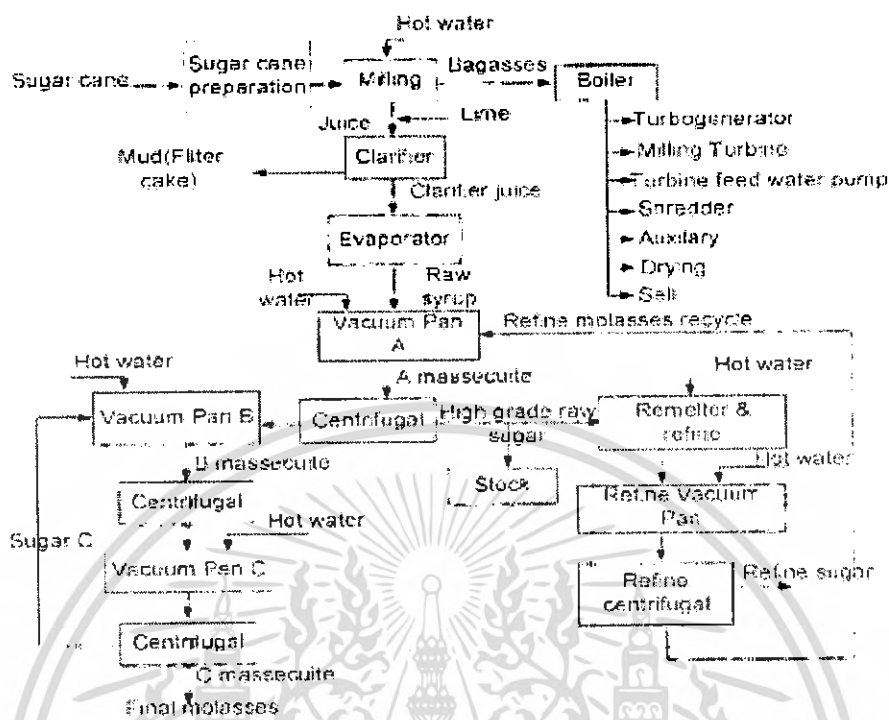 Hot water
Sugar cane
Sugar cane
preparation
Milling
Bagasses
Boiler
Juice
Lime
Turbogenerator
Milling Turbine
Turbine feed water pump
Shredder
Auxilary
Drying
Sell
Mud(Filter
cake)
Clarifier
Clarifier juice
Evaporator
Hot
water
Raw
syrup
Vacuum Pan
A
Refine molasses recycle
Hot water
A massecuite
Hot water
Vacuum Pan B
Centrifugal
High grade raw
sugar
Remelter &
refine
B massecuite
Stock
Hot water
Refine Vacuum
Pan
Centrifugal
Hot water
Sugar C
Vacuum Pan C
Refine
centrifugal
Refine sugar
Centrifugal
C massecuite
Final molasses